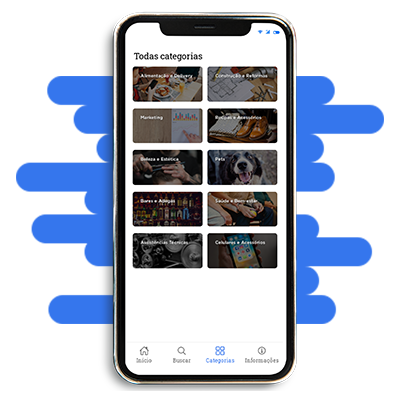 Todas categorias
Alimentação e Delivery
Construção e Reformas
Marketing
Roupas e Acessórios
Beleza e Estética
Pets
Bares e Adegas
Saúde e Bem-estar
Assistências Técnicas
Celulares e Acessórios
Início
Buscar
Categorias
Informações